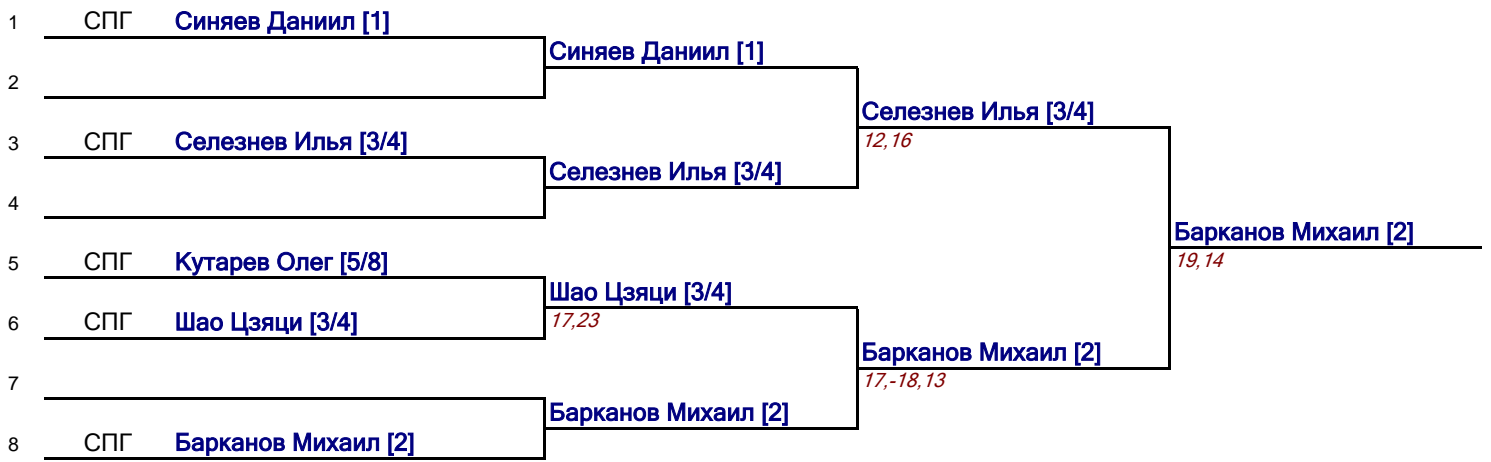 1 СПГ Синяев Даниил [1]
Синяев Даниил [1]
2
Селезнев Илья [3/4]
12,16
3 СПГ Селезнев Илья [3/4]
Селезнев Илья [3/4]
4
Барканов Михаил [2]
19,14
5 СПГ Кутарев Олег [5/8]
Шао Цзяци [3/4]
17,23
6 СПГ Шао Цзяци [3/4]
Барканов Михаил [2]
17,-18,13
7
Барканов Михаил [2]
8 СПГ Барканов Михаил [2]